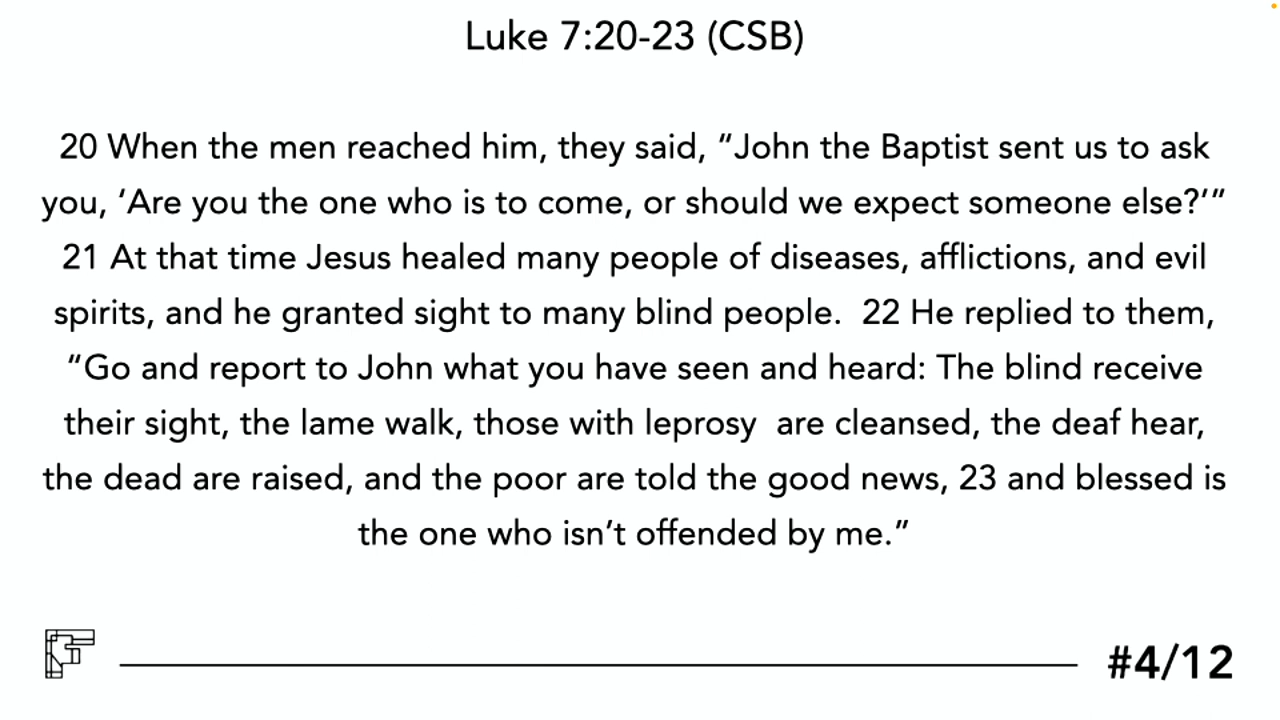 Luke 7:20-23 (CSB)
20 When the men reached him, they said, “John the Baptist sent us to ask
you, ‘Are you the one who is to come, or should we expect someone else?’”
21 At that time Jesus healed many people of diseases, afflictions, and evil
spirits, and he granted sight to many blind people.  22 He replied to them,
“Go and report to John what you have seen and heard: The blind receive
their sight, the lame walk, those with leprosy  are cleansed, the deaf hear,
the dead are raised, and the poor are told the good news, 23 and blessed is
the one who isn’t offended by me.”
#4/12